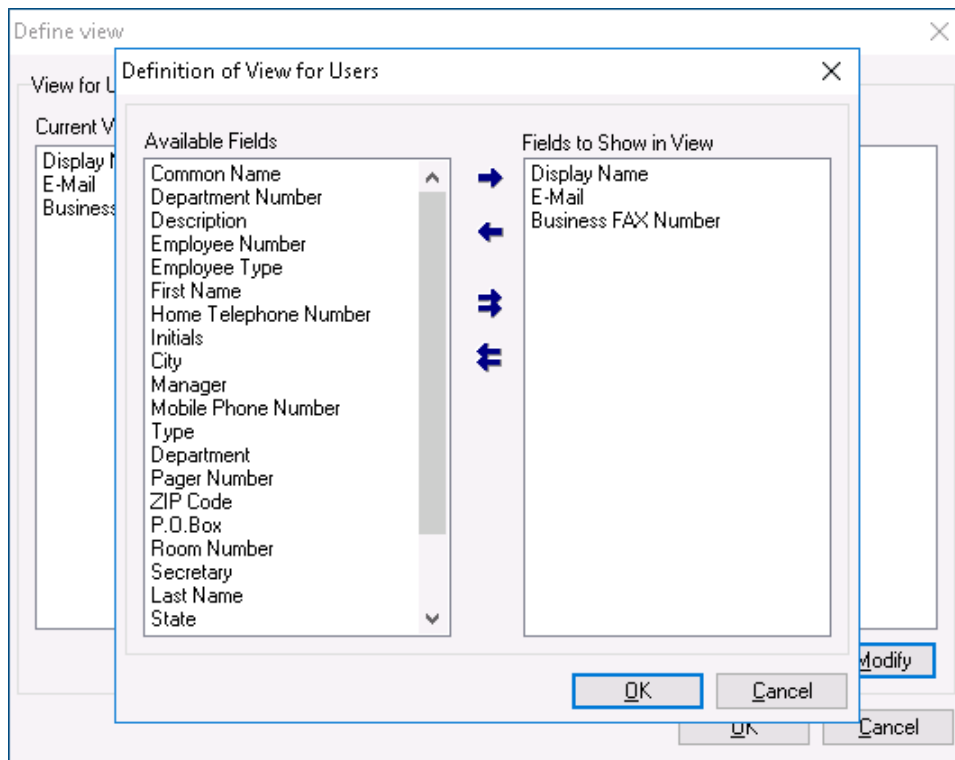 Define view
Definition of View for Users
View for U
Current V
Display N
E-Mail
Business
Available Fields
Common Name
Department Number
Description
Employee Number
Employee Type
First Name
Home Telephone Number
Initials
City
Manager
Mobile Phone Number
Type
Department
Pager Number
ZIP Code
P.O.Box
Room Number
Secretary
Last Name
State
Fields to Show in View
Display Name
E-Mail
Business FAX Number
OK
Cancel
Modify
OK
Cancel